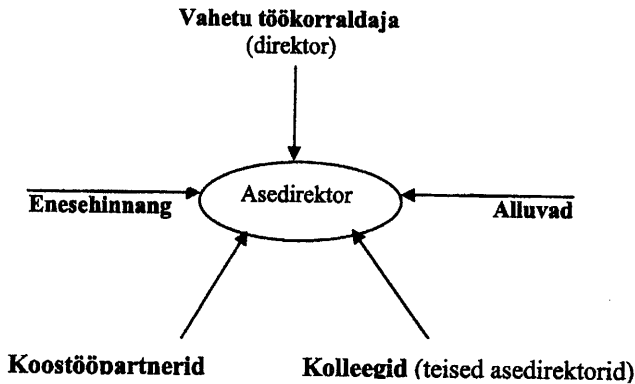 Vahetu töökorraldaja
(direktor)
Asedirektor
Enesehinnang
Alluvad
Koostööpartnerid
Kolleegid (teised asedirektorid)